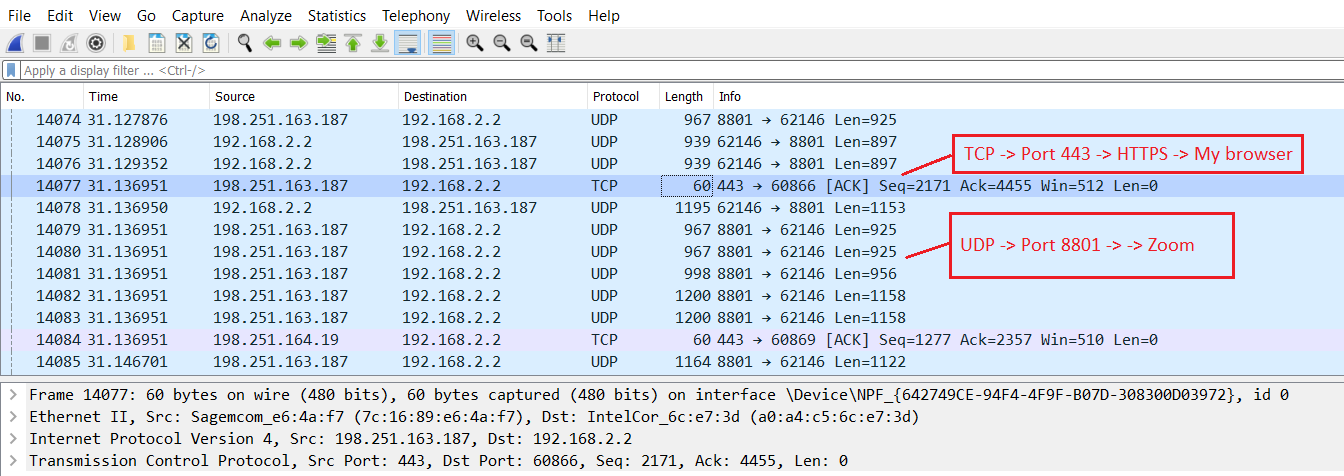 File Edit View Go Capture Analyze Statistics Telephony Wireless Tools Help
Apply a display filter ... <Ctrl-/>
No. Time Source Destination Protocol Length Info
14074 31.127876 198.251.163.187 192.168.2.2 UDP 967 8801 → 62146 Len=925
14075 31.128906 192.168.2.2 198.251.163.187 UDP 939 62146 → 8801 Len=897
14076 31.129352 192.168.2.2 198.251.163.187 UDP 939 62146 → 8801 Len=897
TCP -> Port 443 -> HTTPS -> My browser
14077 31.136951 198.251.163.187 192.168.2.2 TCP 60 443 → 60866 [ACK] Seq=2171 Ack=4455 Win=512 Len=0
14078 31.136950 192.168.2.2 198.251.163.187 UDP 1195 62146 → 8801 Len=1153
14079 31.136951 198.251.163.187 192.168.2.2 UDP 967 8801 → 62146 Len=925
UDP -> Port 8801 -> -> Zoom
14080 31.136951 198.251.163.187 192.168.2.2 UDP 967 8801 → 62146 Len=925
14081 31.136951 198.251.163.187 192.168.2.2 UDP 998 8801 → 62146 Len=956
14082 31.136951 198.251.163.187 192.168.2.2 UDP 1200 8801 → 62146 Len=1158
14083 31.136951 198.251.163.187 192.168.2.2 UDP 1200 8801 → 62146 Len=1158
14084 31.136951 198.251.164.19 192.168.2.2 TCP 60 443 → 60869 [ACK] Seq=1277 Ack=2357 Win=510 Len=0
14085 31.146701 198.251.163.187 192.168.2.2 UDP 1164 8801 → 62146 Len=1122
Frame 14077: 60 bytes on wire (480 bits), 60 bytes captured (480 bits) on interface \Device\NPF_{642749CE-94F4-4F9F-B07D-308300D03972}, id 0
Ethernet II, Src: Sagemcom_e6:4a:f7 (7c:16:89:e6:4a:f7), Dst: IntelCor_6c:e7:3d (a0:a4:c5:6c:e7:3d)
Internet Protocol Version 4, Src: 198.251.163.187, Dst: 192.168.2.2
Transmission Control Protocol, Src Port: 443, Dst Port: 60866, Seq: 2171, Ack: 4455, Len: 0